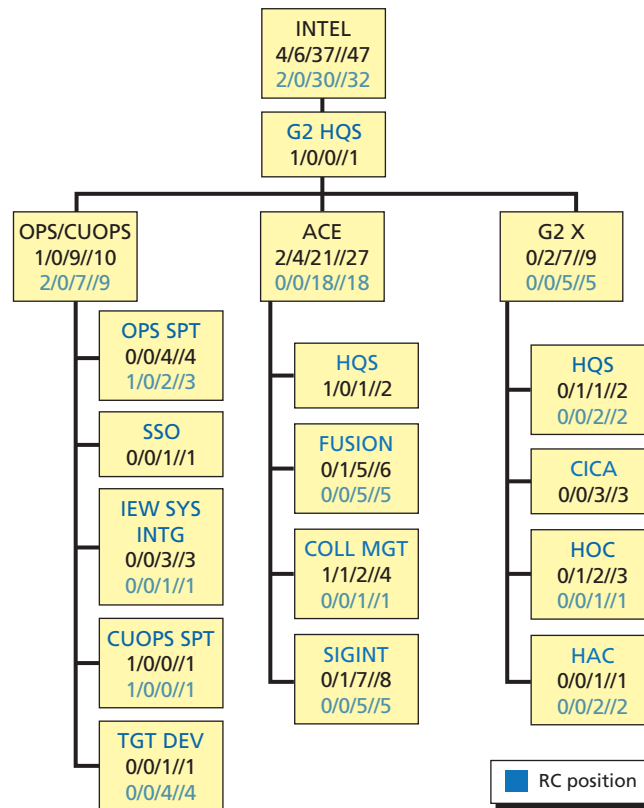 INTEL
4/6/37//47
2/0/30//32
G2 HQS
1/0/0//1
OPS/CUOPS
1/0/9//10
2/0/7//9
OPS SPT
0/0/4//4
1/0/2//3
SSO
0/0/1//1
IEW SYS
INTG
0/0/3//3
0/0/1//1
CUOPS SPT
1/0/0//1
1/0/0//1
TGT DEV
0/0/1//1
0/0/4//4
ACE
2/4/21//27
0/0/18//18
HQS
1/0/1//2
FUSION
0/1/5//6
0/0/5//5
COLL MGT
1/1/2//4
0/0/1//1
SIGINT
0/1/7//8
0/0/5//5
G2 X
0/2/7//9
0/0/5//5
HQS
0/1/1//2
0/0/2//2
CICA
0/0/3//3
HOC
0/1/2//3
0/0/1//1
HAC
0/0/1//1
0/0/2//2
RC position